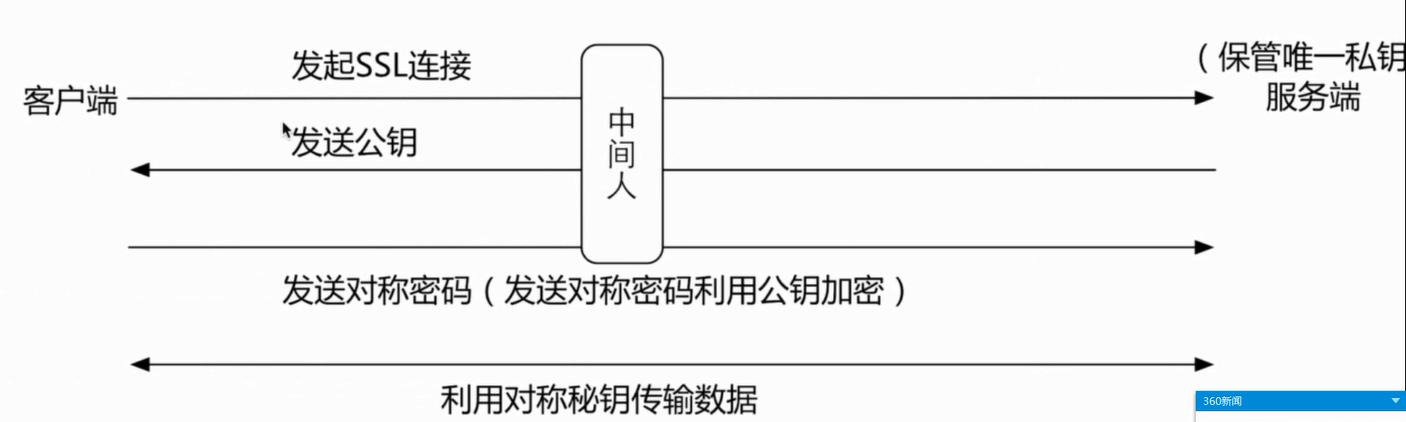 发起SSL连接
（保管唯一私钥
客户端
服务端
中间人
发送公钥
发送对称密码（发送对称密码利用公钥加密）
利用对称秘钥传输数据
360新闻